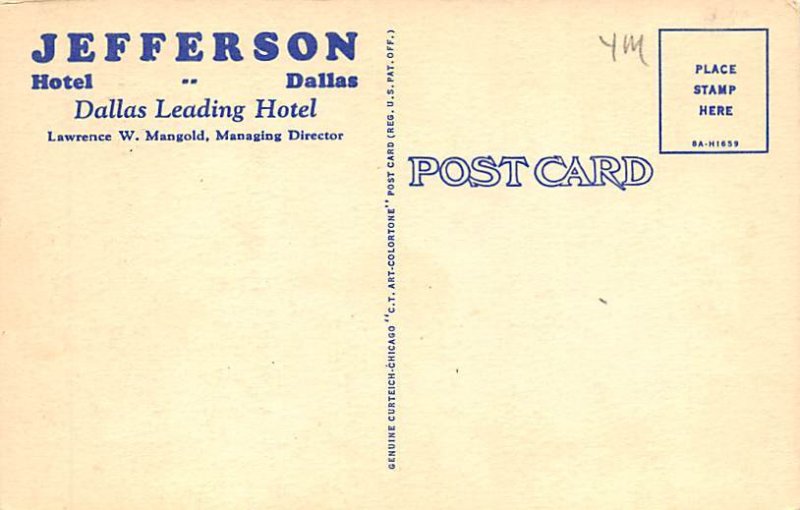 JEFFERSON
Hotel -- Dallas
Dallas Leading Hotel
Lawrence W. Mangold, Managing Director
GENUINE CURTEICH-CHICAGO "C.T. ART-COLORTONE" POST CARD (REG. U.S. PAT. OFF.)
YM
PLACE
STAMP
HERE
8A-H1659
POST CARD